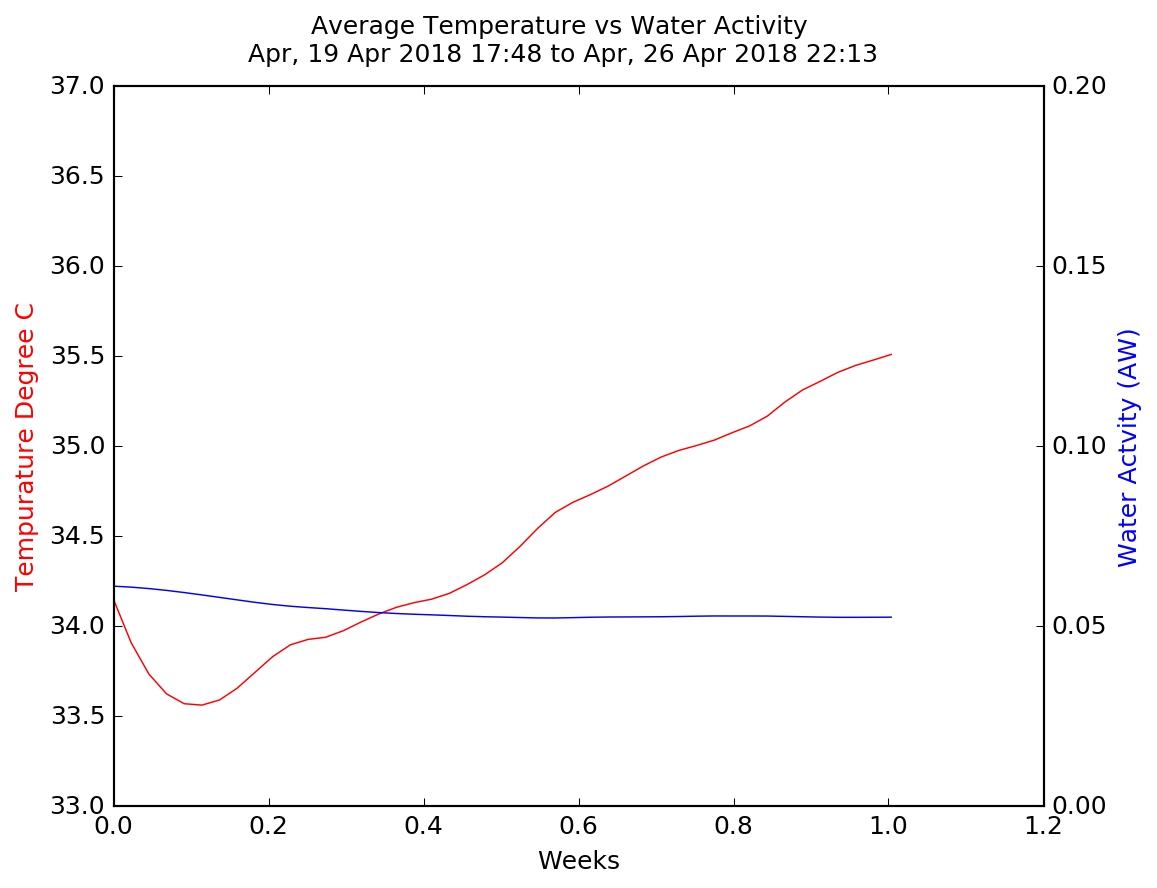 Average Temperature vs Water Activity
Apr, 19 Apr 2018 17:48 to Apr, 26 Apr 2018 22:13
37.0
36.5
36.0
35.5
35.0
34.5
34.0
33.5
33.0
Tempurature Degree C
0.20
0.15
0.10
0.05
0.00
Water Actvity (AW)
0.0 0.2 0.4 0.6 0.8 1.0 1.2
Weeks